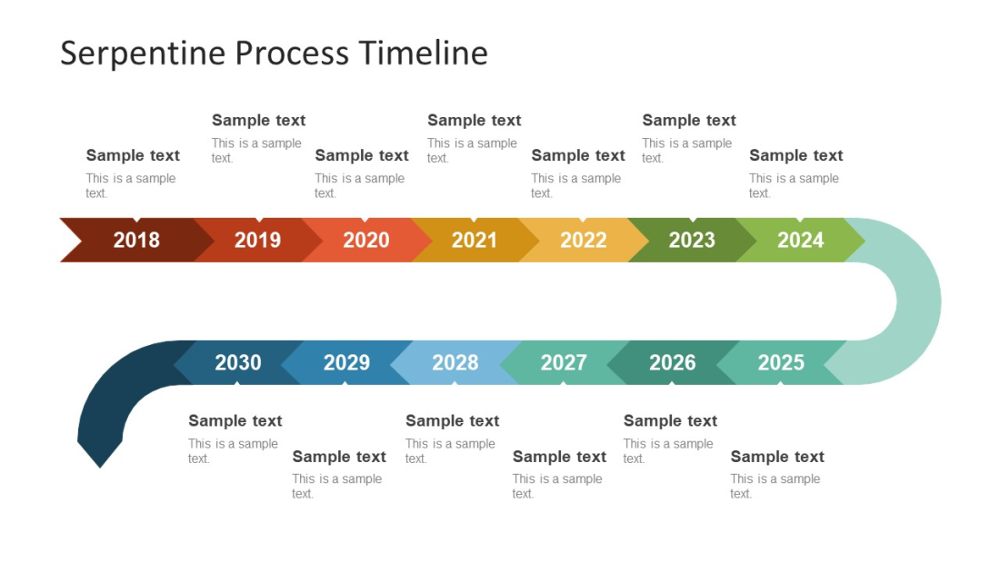 Serpentine Process Timeline
Sample text
This is a sample
text.
Sample text
This is a sample
text.
Sample text
This is a sample
text.
Sample text
This is a sample
text.
Sample text
This is a sample
text.
Sample text
This is a sample
text.
Sample text
This is a sample
text.
2018 2019 2020 2021 2022 2023 2024
2030 2029 2028 2027 2026 2025
Sample text
This is a sample
text.
Sample text
This is a sample
text.
Sample text
This is a sample
text.
Sample text
This is a sample
text.
Sample text
This is a sample
text.
Sample text
This is a sample
text.